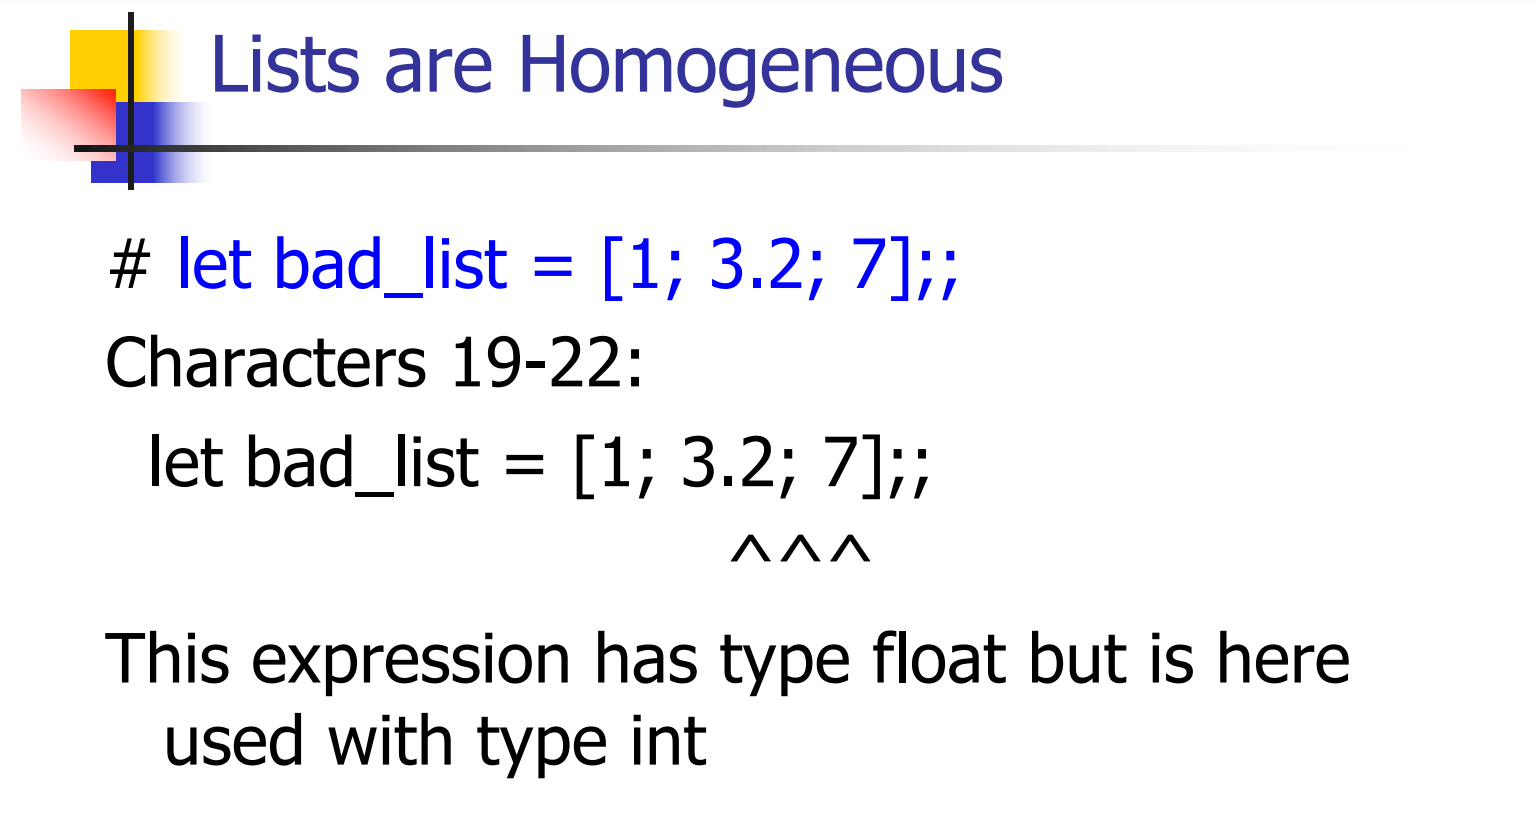 Lists are Homogeneous
# let bad_list = [1; 3.2; 7];;
Characters 19-22:
let bad_list = [1; 3.2; 7];;
^^^
This expression has type float but is here
used with type int